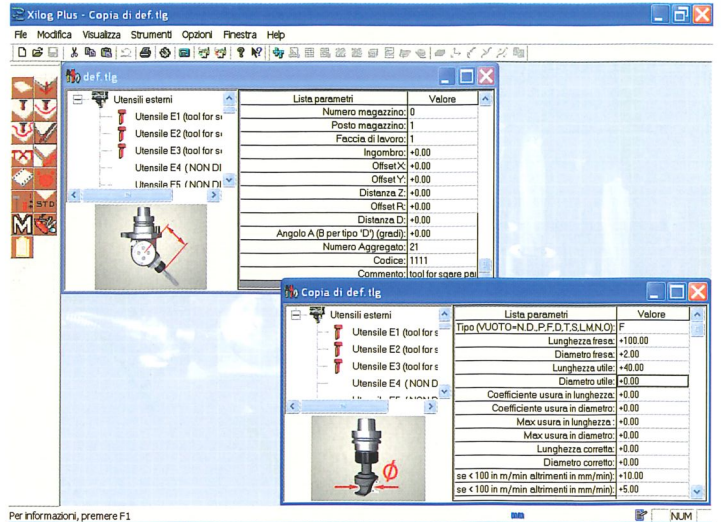 Xilog Plus - Copia di def.tlg
File Modifica Visualizza Strumenti Opzioni Finestra Help
def.tlg
Utensili esterni
Utensile E1 (tool for s
Utensile E2 (tool for s
Utensile E3 (tool for s
Utensile E4 (NON DI
Utensile E5 (NON DI
Lista parametri Valore
Numero magazzino: 0
Posto magazzino: 1
Faccia di lavoro: 1
Ingombro: +0.00
Offset X: +0.00
Offset Y: +0.00
Distanza Z: +0.00
Offset R: +0.00
Distanza D: +0.00
Angolo A (B per tipo 'D') (gradi): +0.00
Numero Aggregato: 21
Codice: 1111
Commento: tool for sqare pa
STD
M
Copia di def.tlg
Utensili esterni
Utensile E1 (tool for s
Utensile E2 (tool for s
Utensile E3 (tool for s
Utensile E4 (NON D
Lista parametri Valore
Tipo (VUOTO=N.D.,P,F,D,T,S,L,M,N,O): F
Lunghezza fresa: +100.00
Diametro fresa: +2.00
Lunghezza utile: +40.00
Diametro utile: +0.00
Coefficiente usura in lunghezza: +0.00
Coefficiente usura in diametro: +0.00
Max usura in lunghezza: +0.00
Max usura in diametro: +0.00
Lunghezza corretta: +0.00
Diametro corretto: +0.00
se < 100 in m/min altrimenti in mm/min): +10.00
se < 100 in m/min altrimenti in mm/min): +5.00
Ø
Per informazioni, premere F1
mm
NUM